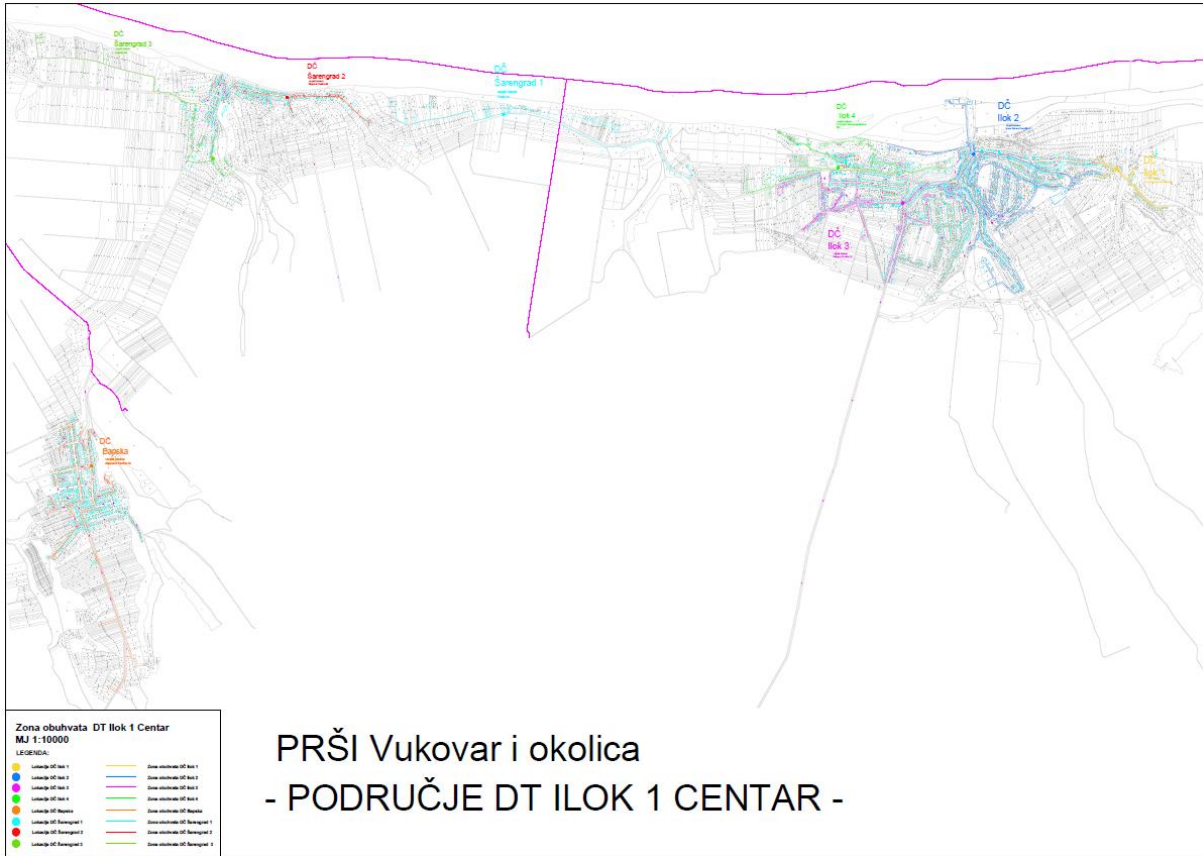 DČ
Šarengrad 3
DČ
Šarengrad 2
DČ
Šarengrad 1
DČ
Ilok 4
DČ
Ilok 2
DČ
Ilok 1
DČ
Ilok 3
DČ
Bapska
Zona obuhvata DT Ilok 1 Centar
MJ 1:10000
LEGENDA:
Lokacija DČ Ilok 1 Zona obuhvata DČ Ilok 1
Lokacija DČ Ilok 2 Zona obuhvata DČ Ilok 2
Lokacija DČ Ilok 3 Zona obuhvata DČ Ilok 3
Lokacija DČ Ilok 4 Zona obuhvata DČ Ilok 4
Lokacija DČ Bapska Zona obuhvata DČ Bapska
Lokacija DČ Šarengrad 1 Zona obuhvata DČ Šarengrad 1
Lokacija DČ Šarengrad 2 Zona obuhvata DČ Šarengrad 2
Lokacija DČ Šarengrad 3 Zona obuhvata DČ Šarengrad 3
PRŠI Vukovar i okolica
- PODRUČJE DT ILOK 1 CENTAR -